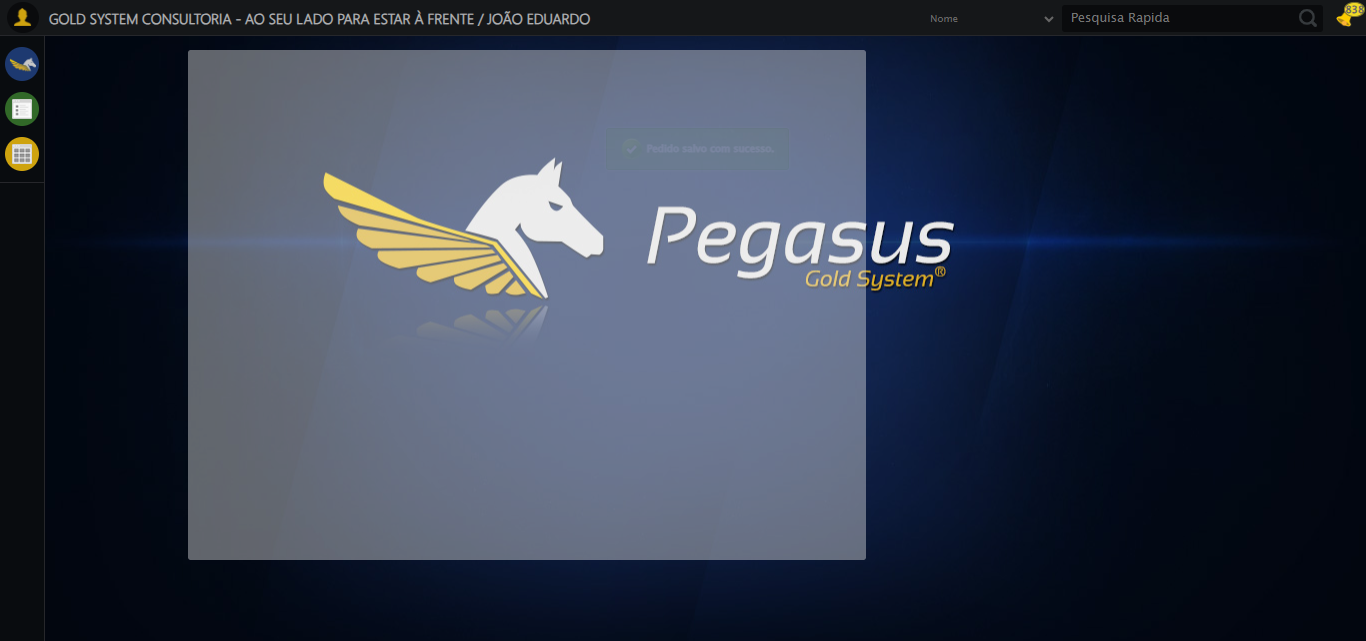 GOLD SYSTEM CONSULTORIA - AO SEU LADO PARA ESTAR À FRENTE / JOÃO EDUARDO
Nome
Pesquisa Rapida
838
Pedido salvo com sucesso.
Pegasus
Gold System®